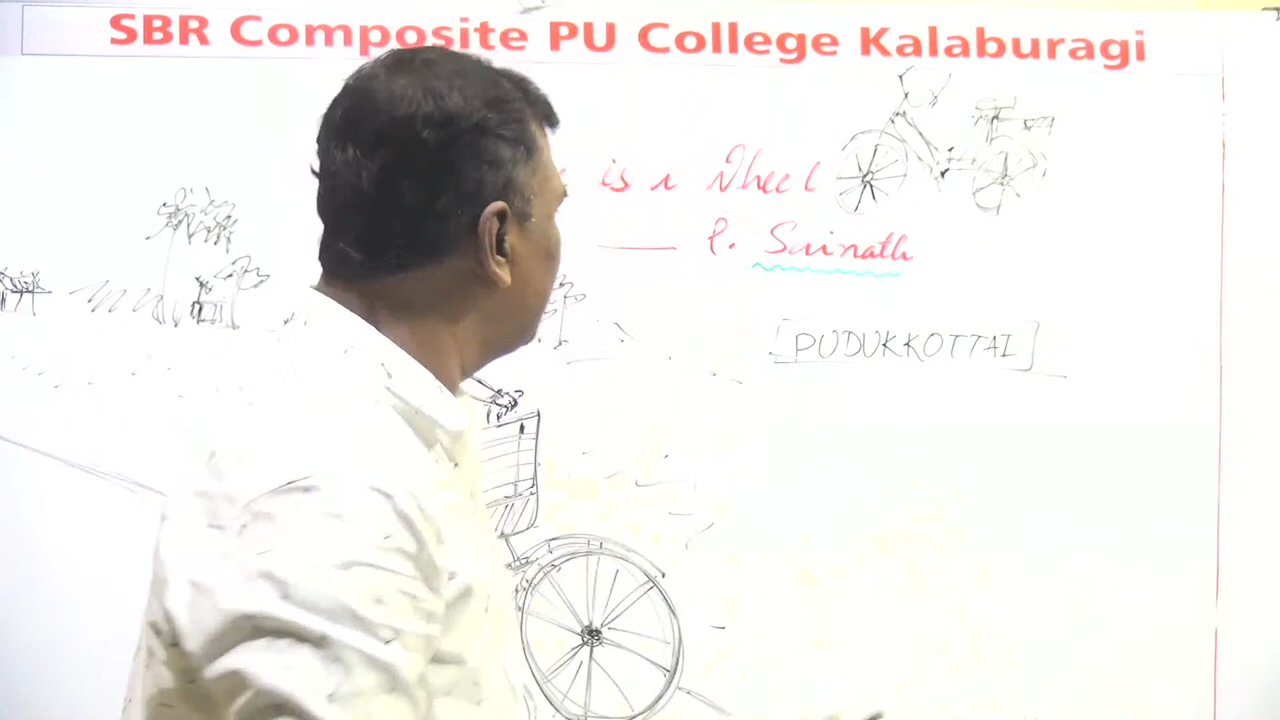 SBR Composite PU College Kalaburagi
is a Wheel
— P. Sainath
[PUDUKKOTTAI]